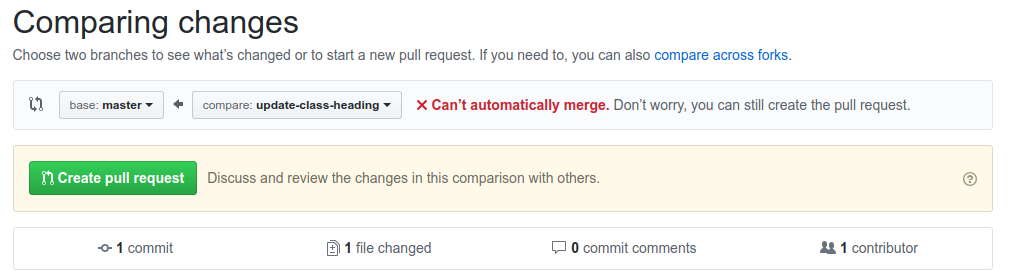 Comparing changes
Choose two branches to see what's changed or to start a new pull request. If you need to, you can also compare across forks.
base: master compare: update-class-heading Can't automatically merge. Don't worry, you can still create the pull request.
Create pull request Discuss and review the changes in this comparison with others.
1 commit 1 file changed 0 commit comments 1 contributor